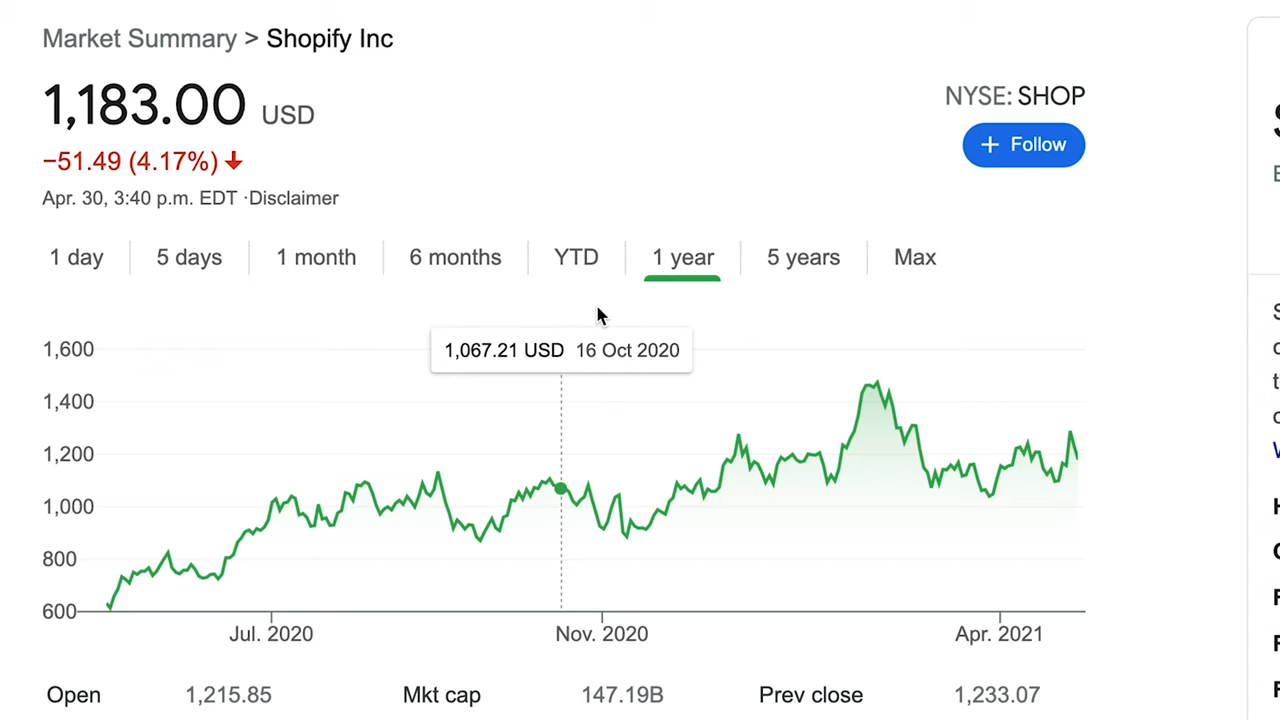 Market Summary > Shopify Inc
1,183.00 USD
−51.49 (4.17%)
Apr. 30, 3:40 p.m. EDT ·Disclaimer
NYSE: SHOP
+ Follow
1 day
5 days
1 month
6 months
YTD
1 year
5 years
Max
1,067.21 USD 16 Oct 2020
1,600
1,400
1,200
1,000
800
600
Jul. 2020
Nov. 2020
Apr. 2021
Open 1,215.85
Mkt cap 147.19B
Prev close 1,233.07